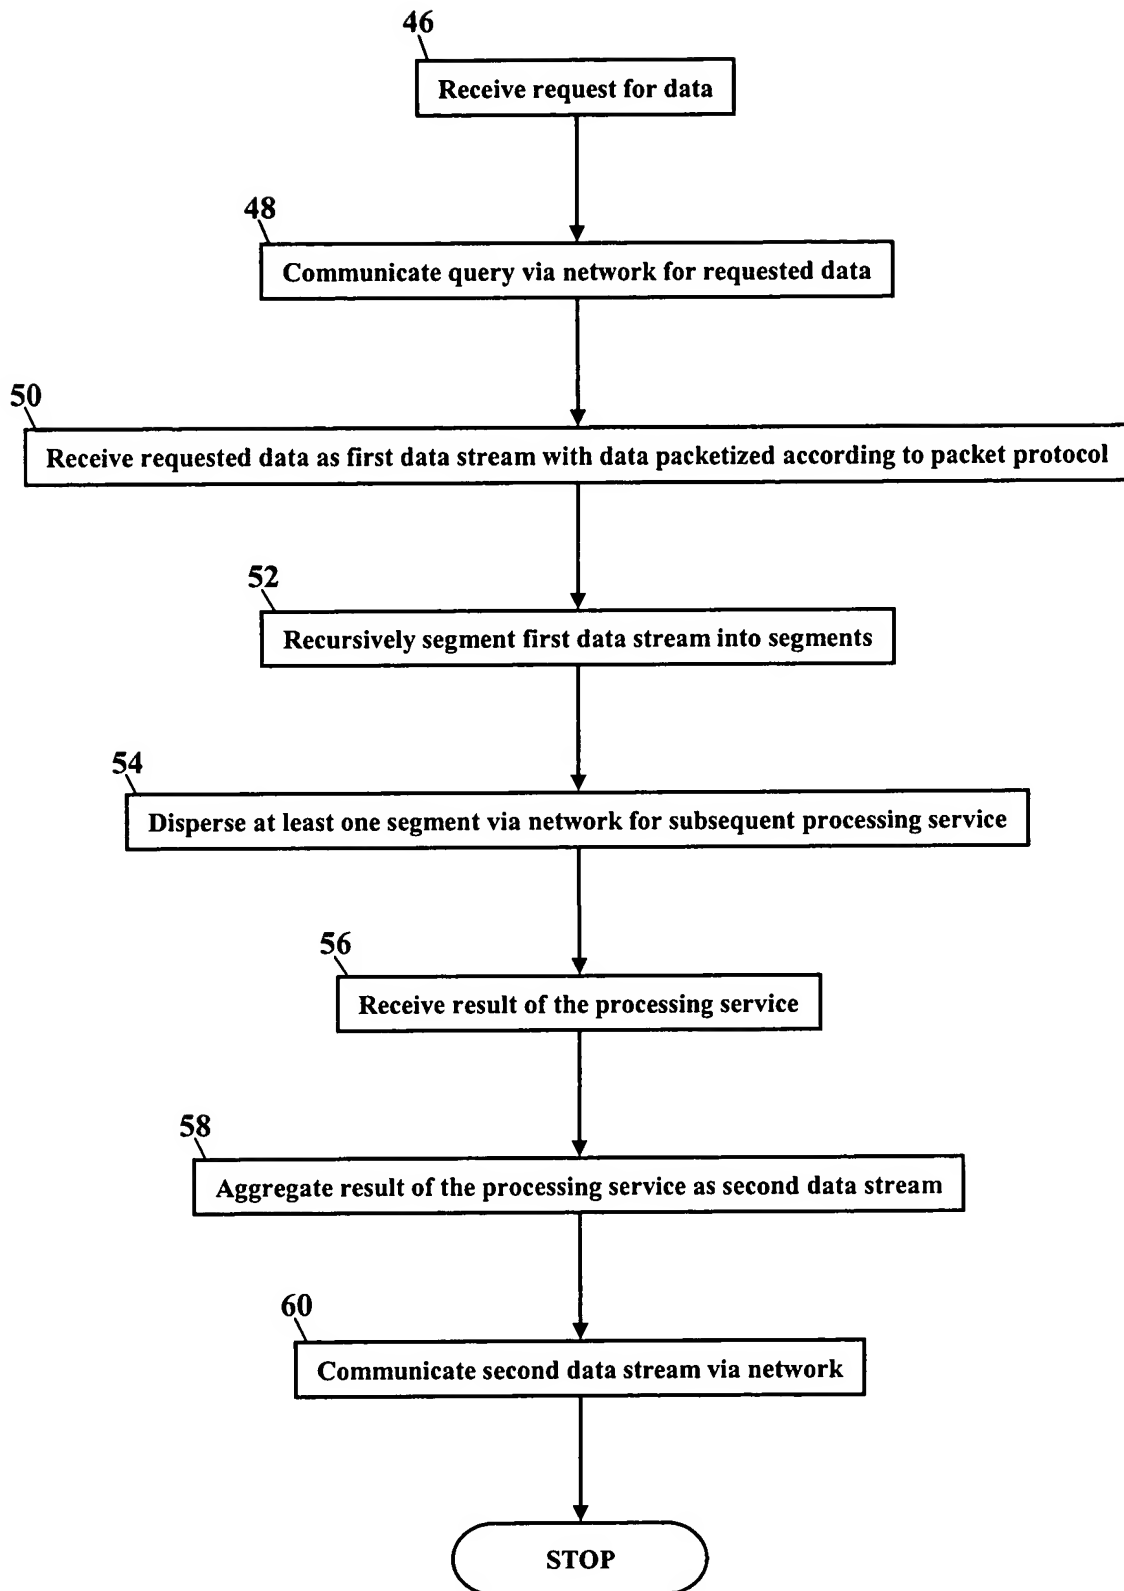 46
Receive request for data
48
Communicate query via network for requested data
50
Receive requested data as first data stream with data packetized according to packet protocol
52
Recursively segment first data stream into segments
54
Disperse at least one segment via network for subsequent processing service
56
Receive result of the processing service
58
Aggregate result of the processing service as second data stream
60
Communicate second data stream via network
STOP